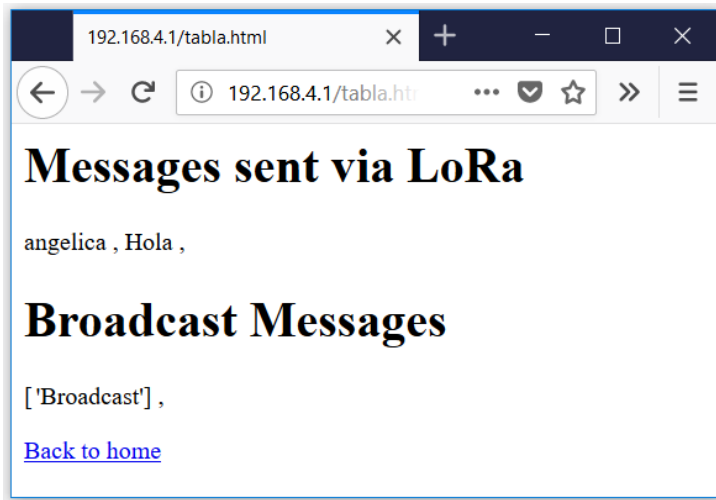 192.168.4.1/tabla.html
192.168.4.1/tabla.ht
Messages sent via LoRa
angelica , Hola ,
Broadcast Messages
[ 'Broadcast'] ,
Back to home